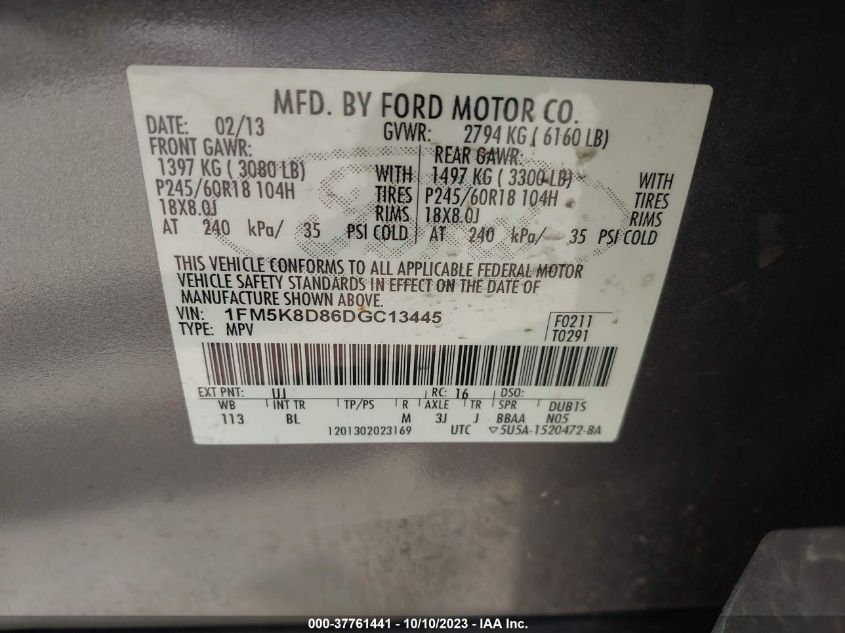 MFD. BY FORD MOTOR CO.
DATE: 02/13 GVWR: 2794 KG ( 6160 LB)
FRONT GAWR: REAR GAWR:
1397 KG ( 3080 LB) WITH 1497 KG ( 3300 LB) WITH
P245/60R18 104H TIRES P245/60R18 104H TIRES
18X8.0J RIMS 18X8.0J RIMS
AT 240 kPa/ 35 PSI COLD AT 240 kPa/ 35 PSI COLD
THIS VEHICLE CONFORMS TO ALL APPLICABLE FEDERAL MOTOR
VEHICLE SAFETY STANDARDS IN EFFECT ON THE DATE OF
MANUFACTURE SHOWN ABOVE.
VIN: 1FM5K8D86DGC13445 F0211
TYPE: MPV T0291
EXT PNT: UJ RC: 16 DSO:
WB INT TR TP/PS R AXLE TR SPR DUB1S
113 BL M 3J J BBAA N05
1201302023169 UTC ▽5U5A-1520472-BA
000-37761441 - 10/10/2023 - IAA Inc.